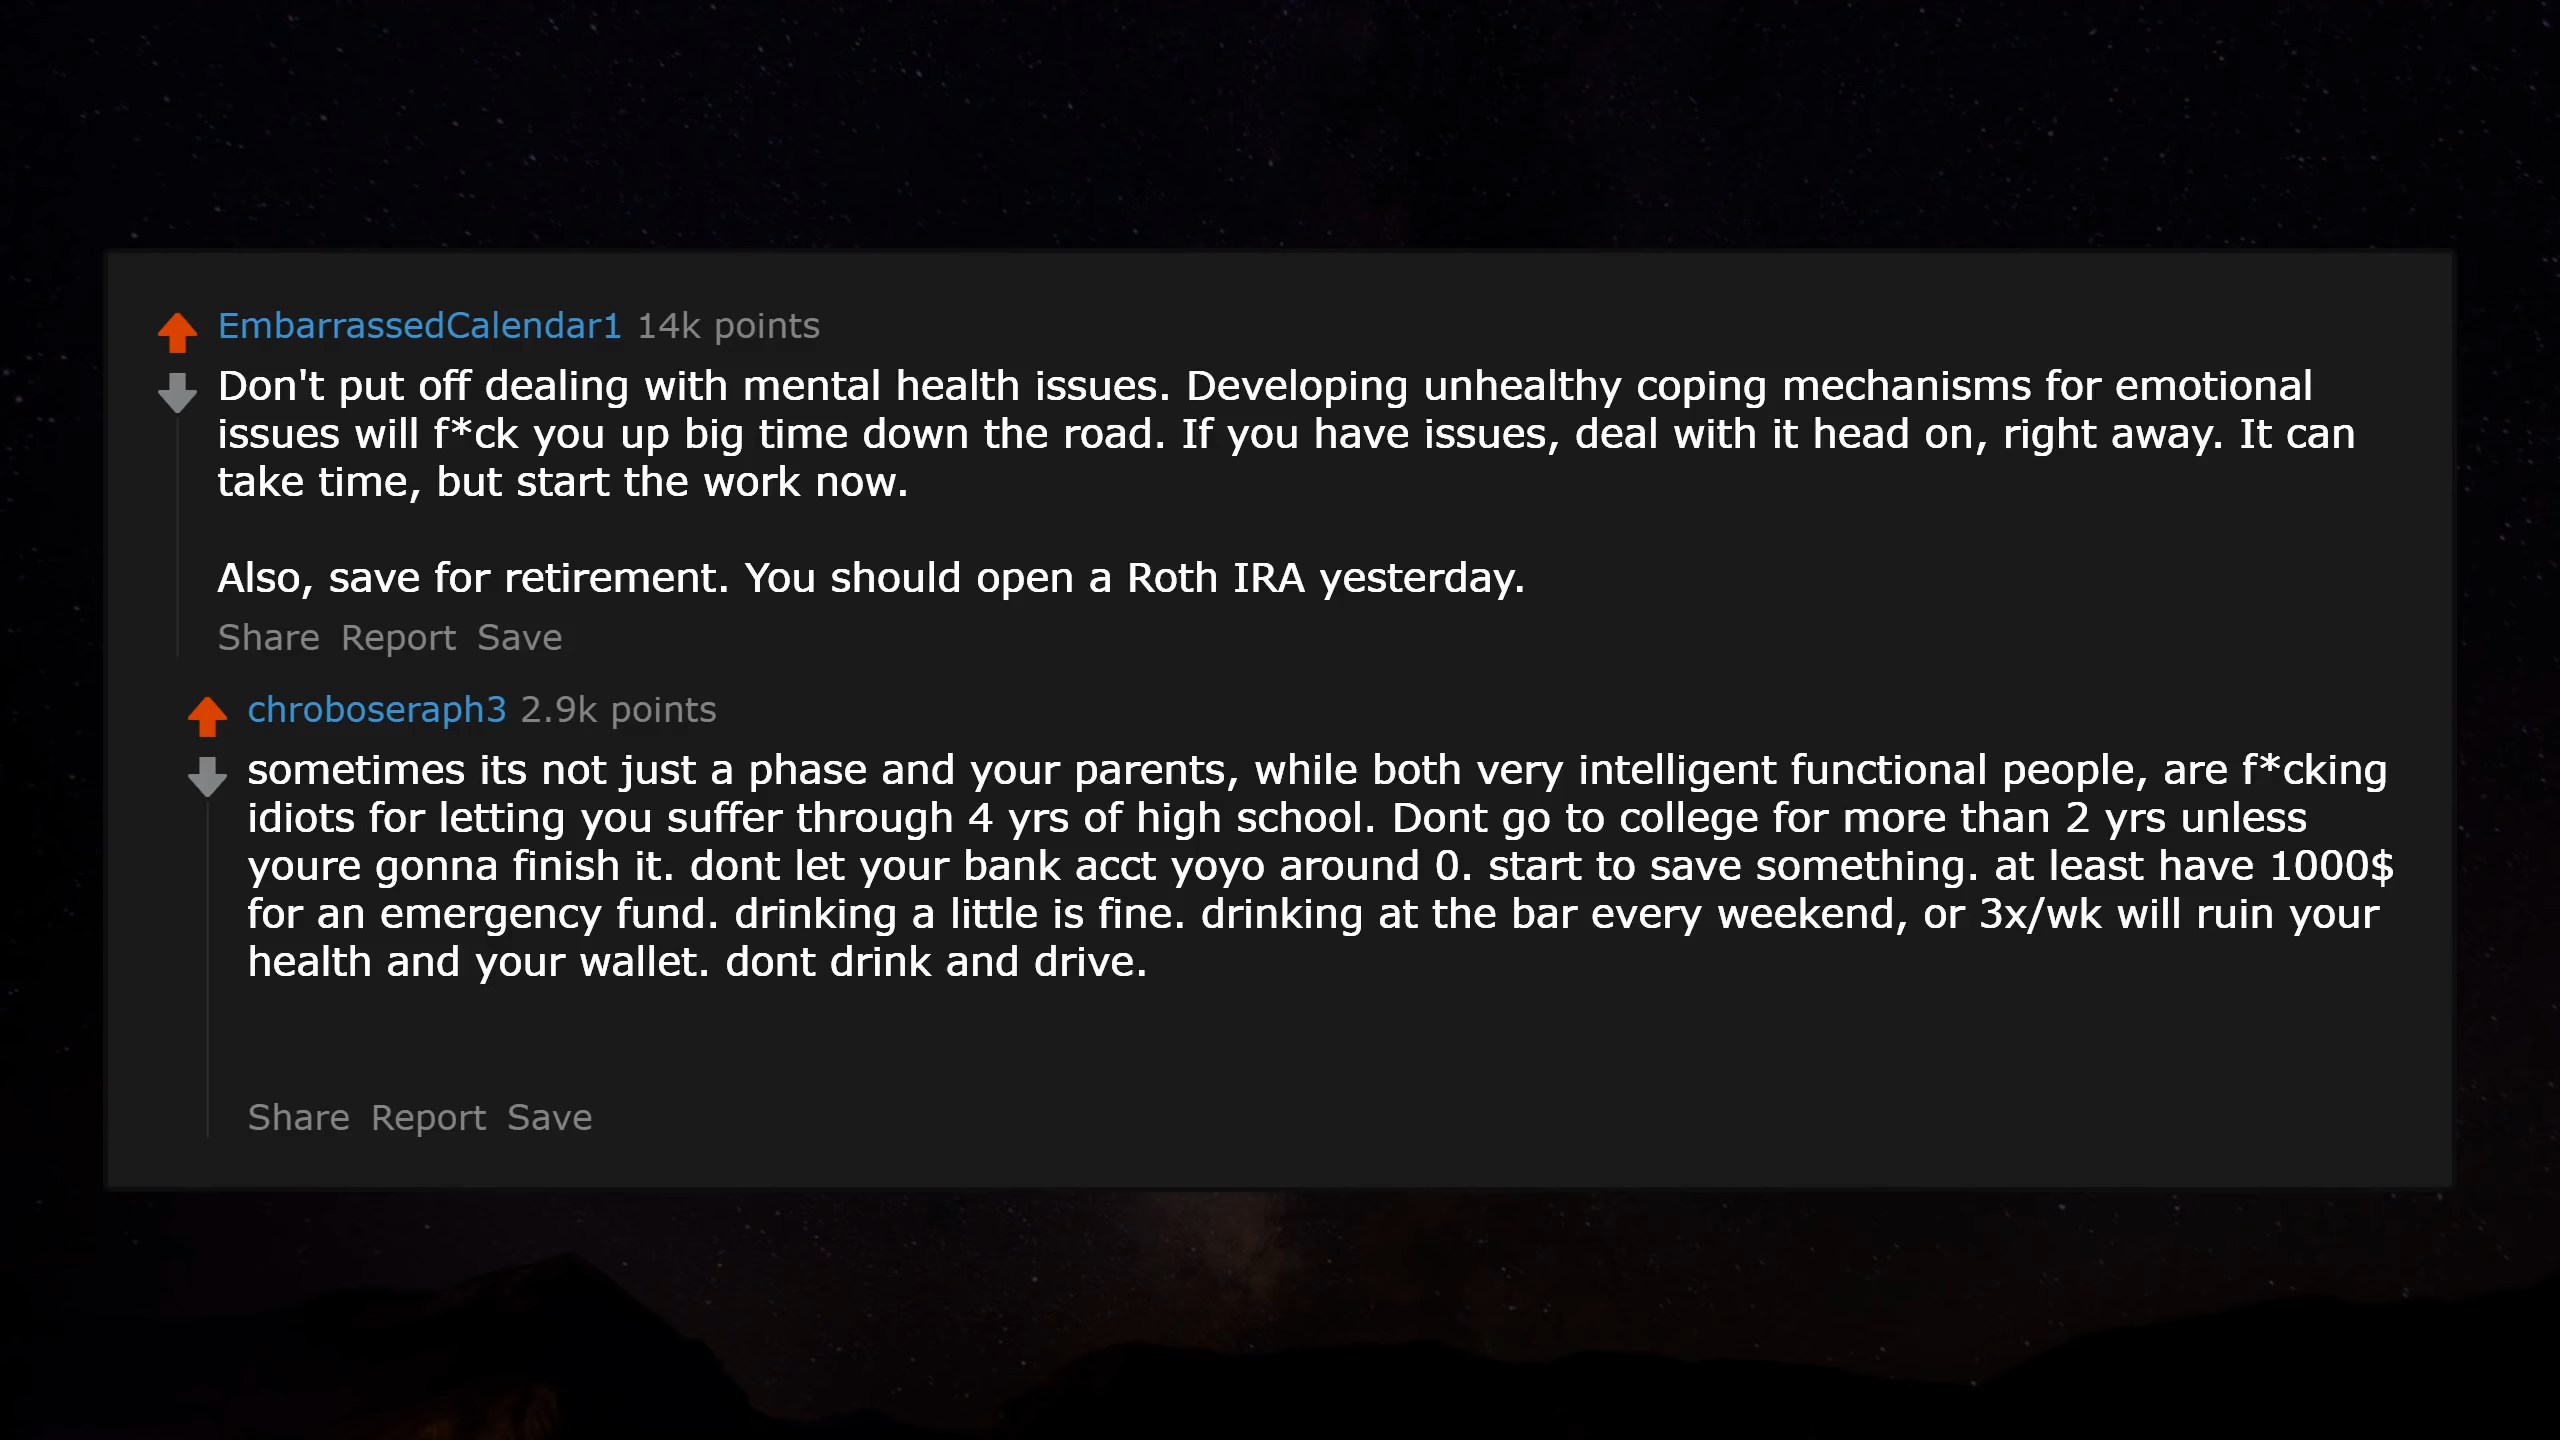 EmbarrassedCalendar1 14k points
Don't put off dealing with mental health issues. Developing unhealthy coping mechanisms for emotional
issues will f*ck you up big time down the road. If you have issues, deal with it head on, right away. It can
take time, but start the work now.
Also, save for retirement. You should open a Roth IRA yesterday.
Share Report Save
chroboseraph3 2.9k points
sometimes its not just a phase and your parents, while both very intelligent functional people, are f*cking
idiots for letting you suffer through 4 yrs of high school. Dont go to college for more than 2 yrs unless
youre gonna finish it. dont let your bank acct yoyo around 0. start to save something. at least have 1000$
for an emergency fund. drinking a little is fine. drinking at the bar every weekend, or 3x/wk will ruin your
health and your wallet. dont drink and drive.
Share Report Save